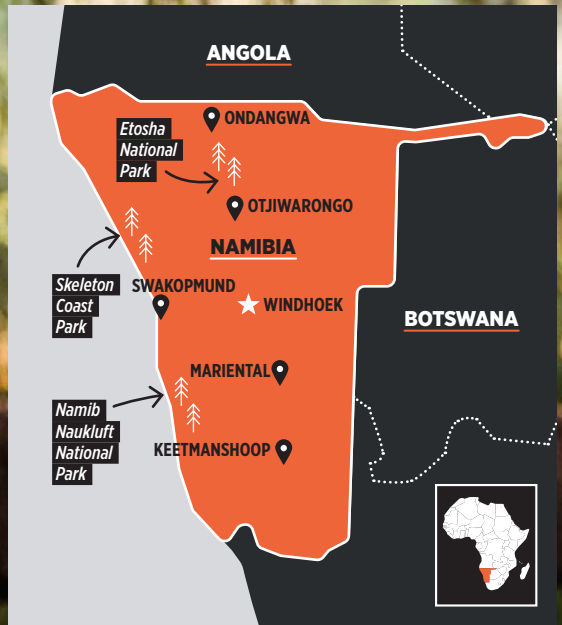 ANGOLA
ONDANGWA
Etosha
National
Park
OTJIWARONGO
NAMIBIA
Skeleton
Coast
Park
SWAKOPMUND
WINDHOEK
BOTSWANA
MARIENTAL
Namib
Naukluft
National
Park
KEETMANSHOOP